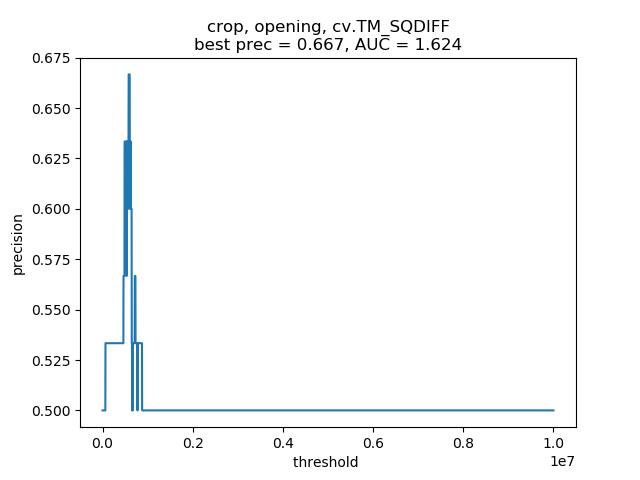 crop, opening, cv.TM_SQDIFF
best prec = 0.667, AUC = 1.624
0.675
0.650
0.625
0.600
0.575
0.550
0.525
0.500
precision
0.0 0.2 0.4 0.6 0.8 1.0
1e7
threshold